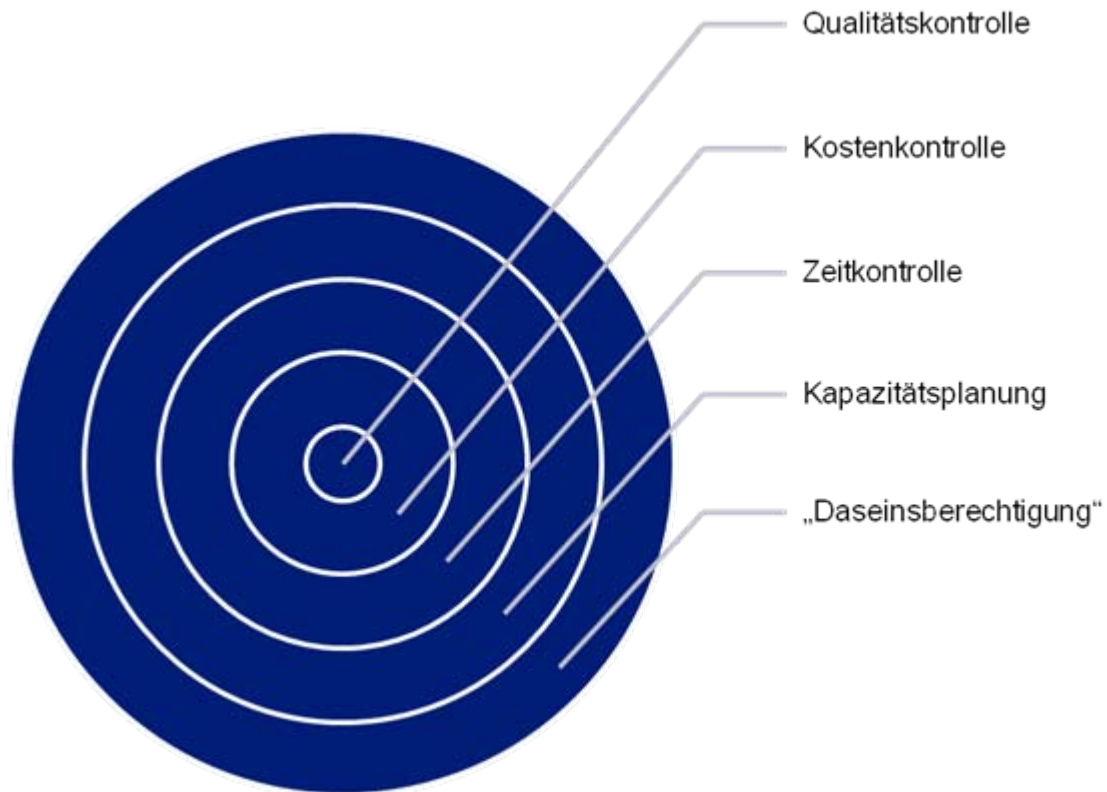 Qualitätskontrolle
Kostenkontrolle
Zeitkontrolle
Kapazitätsplanung
„Daseinsberechtigung“